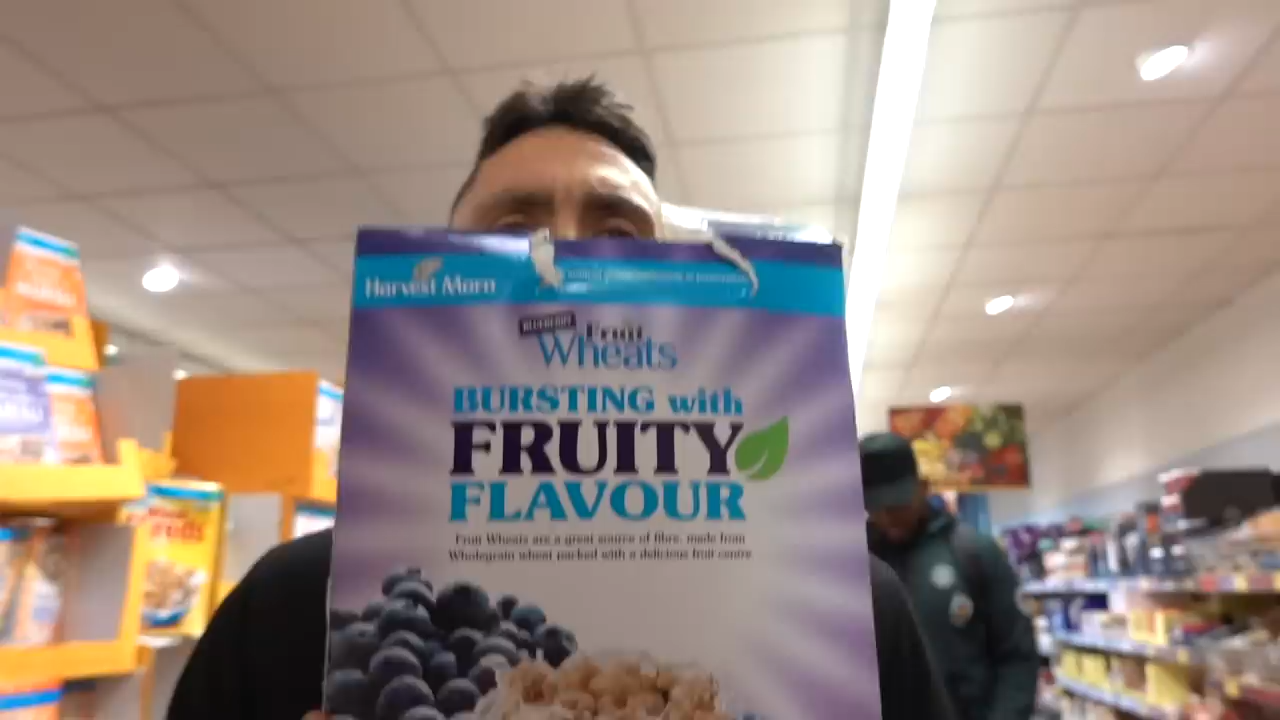 Harvest Morn
BLUEBERRY
Fruit
Wheats
BURSTING with
FRUITY
FLAVOUR
Fruit Wheats are a great source of fibre, made from
Wholegrain wheat packed with a delicious fruit centre